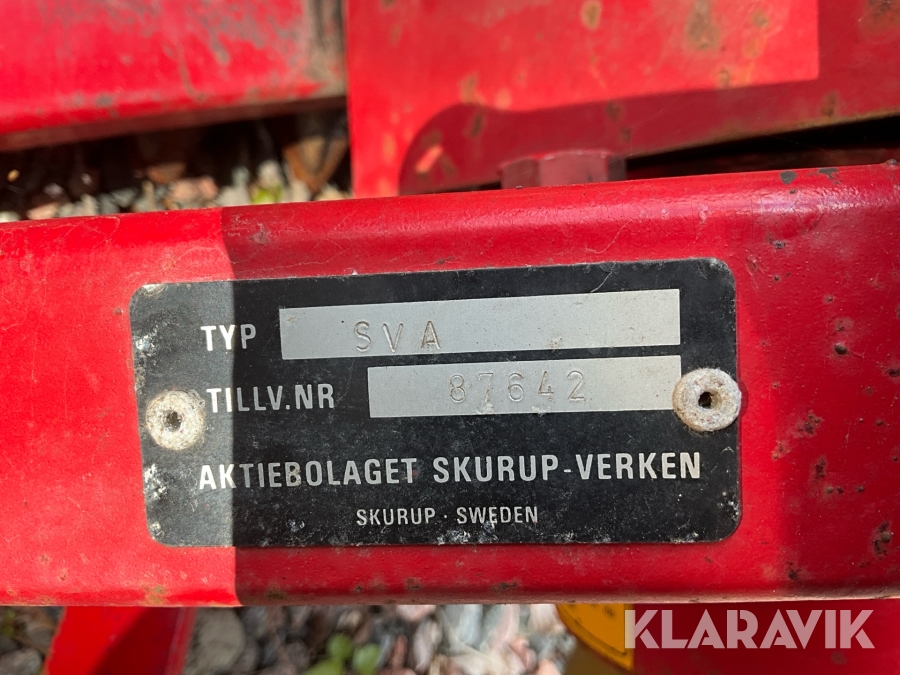 TYP SVA
TILLV.NR 87642
AKTIEBOLAGET SKURUP-VERKEN
SKURUP · SWEDEN
KLARAVIK